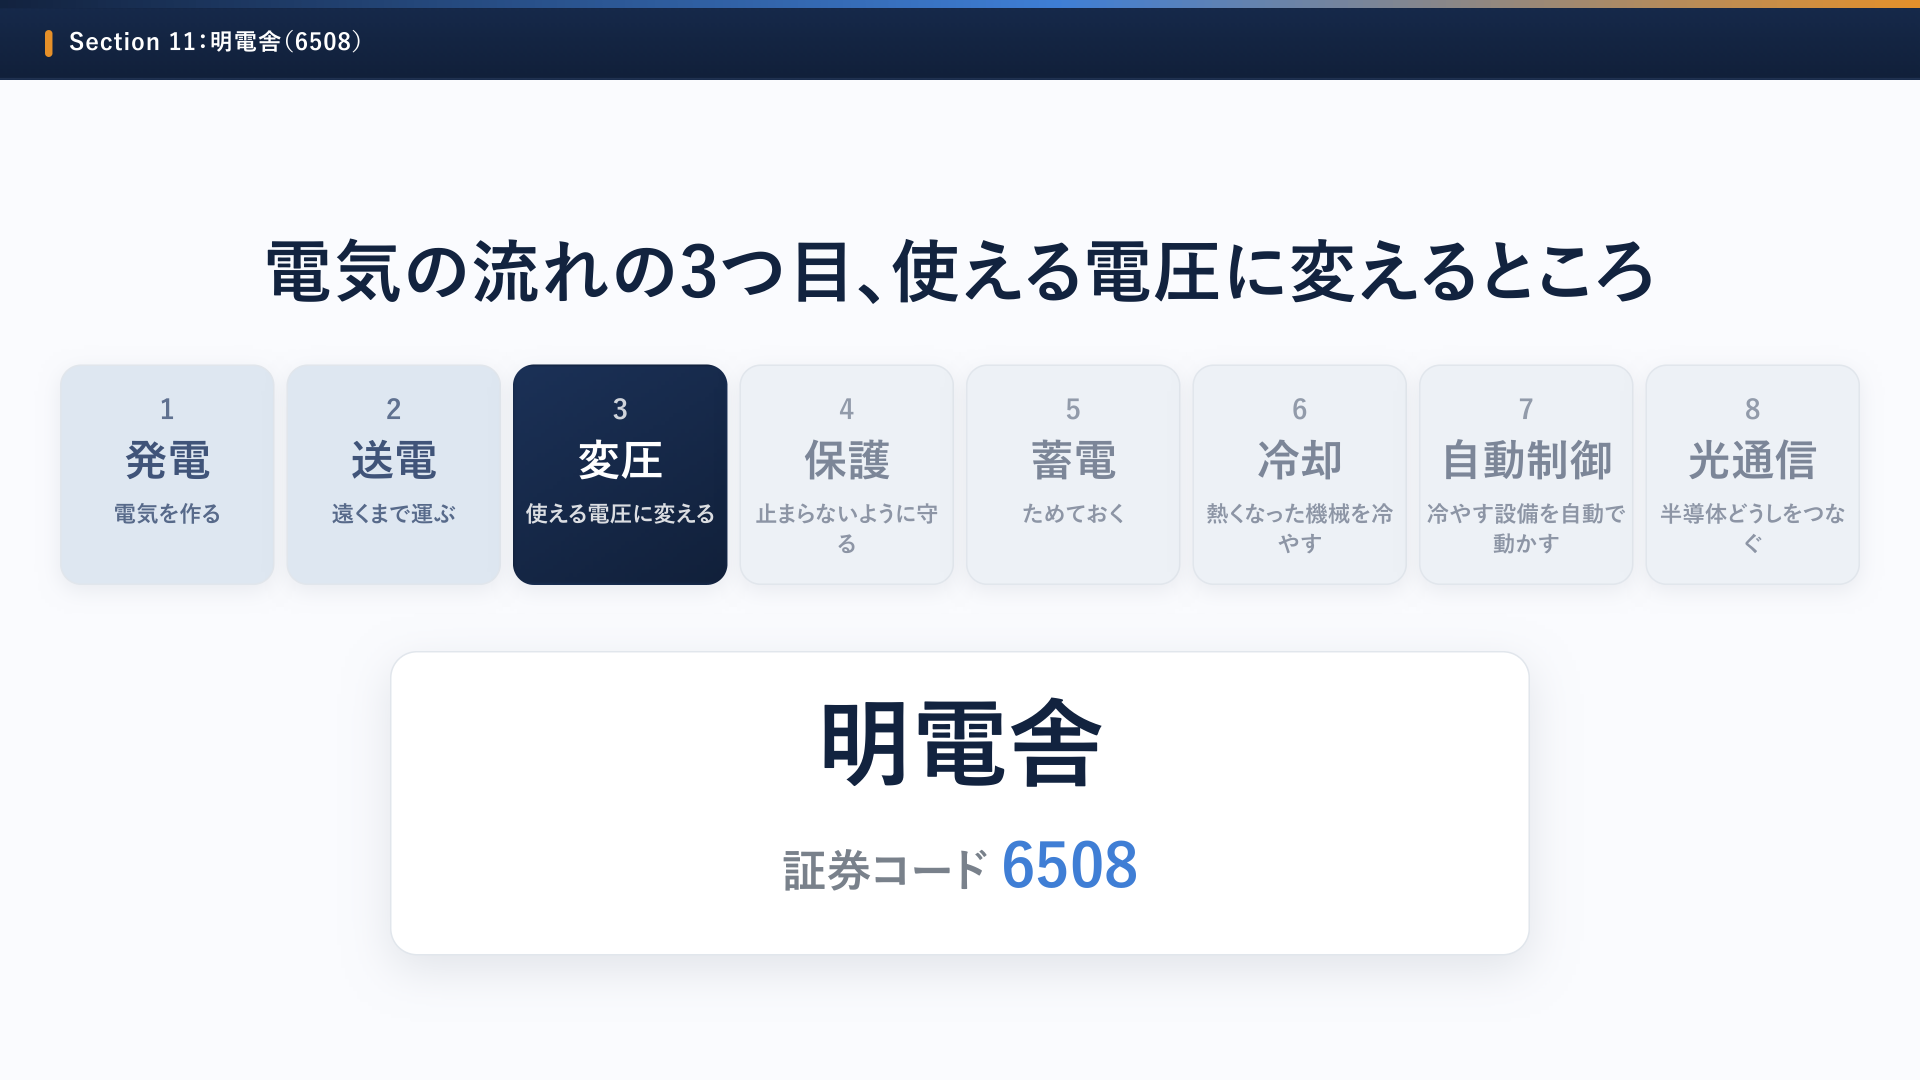 Section 11：明電舎（6508）
電気の流れの3つ目、使える電圧に変えるところ
1
発電
電気を作る
2
送電
遠くまで運ぶ
3
変圧
使える電圧に変える
4
保護
止まらないように守
る
5
蓄電
ためておく
6
冷却
熱くなった機械を冷
やす
7
自動制御
冷やす設備を自動で
動かす
8
光通信
半導体どうしをつな
ぐ
明電舎
証券コード 6508